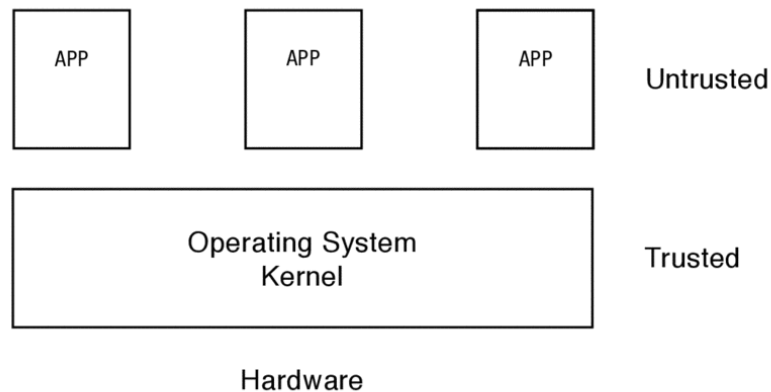 APP APP APP
Untrusted
Operating System
Kernel
Trusted
Hardware